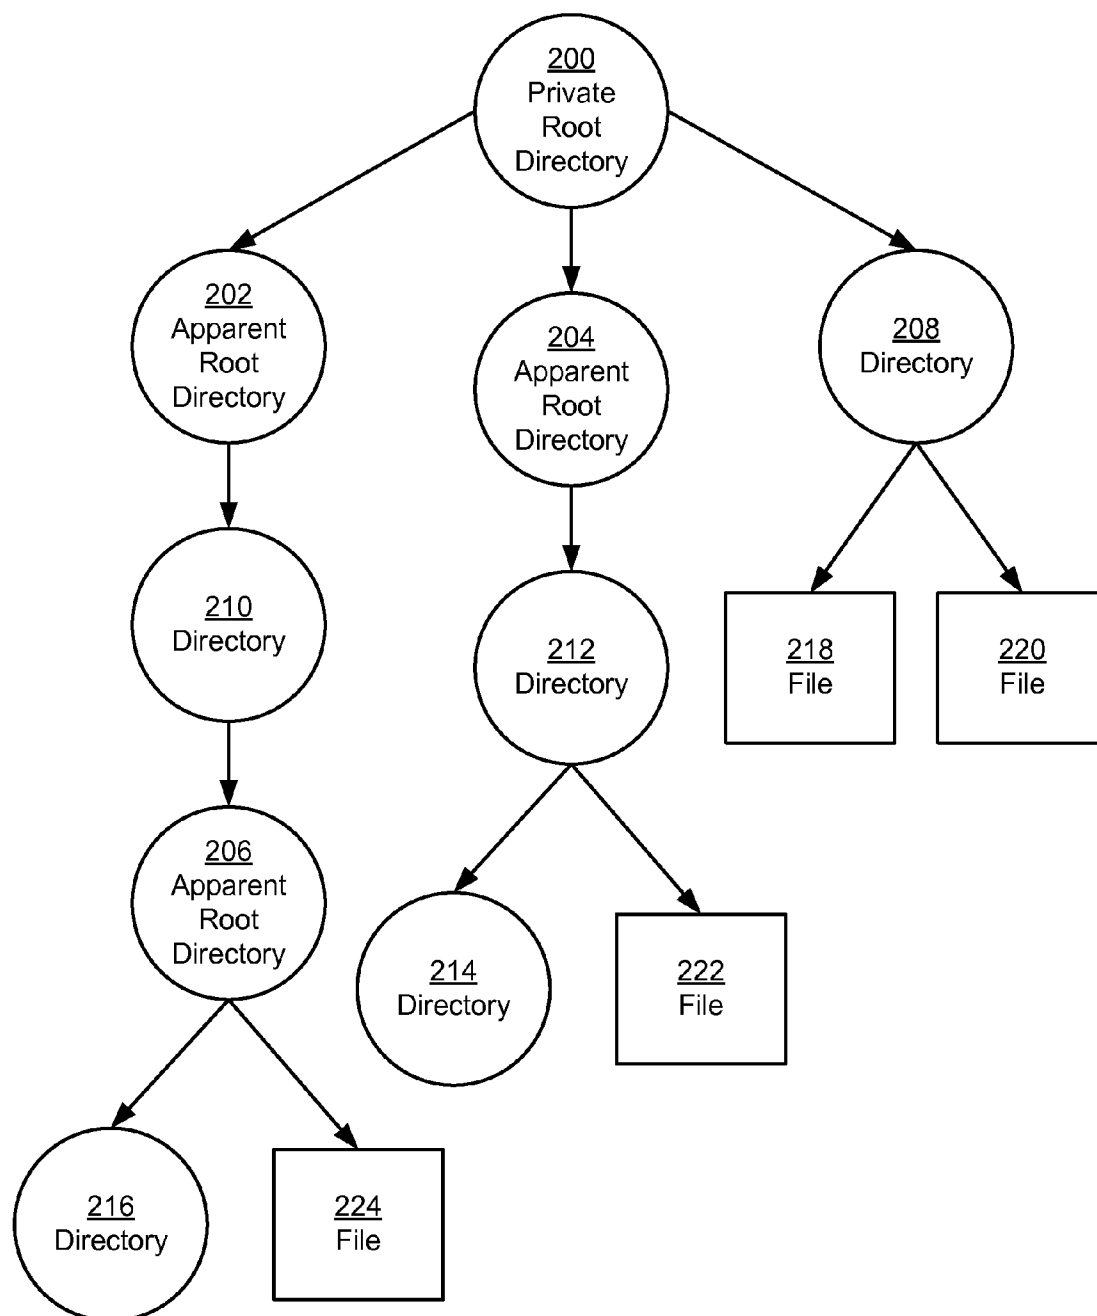 200
Private
Root
Directory
202
Apparent
Root
Directory
204
Apparent
Root
Directory
208
Directory
210
Directory
212
Directory
218
File
220
File
206
Apparent
Root
Directory
214
Directory
222
File
216
Directory
224
File